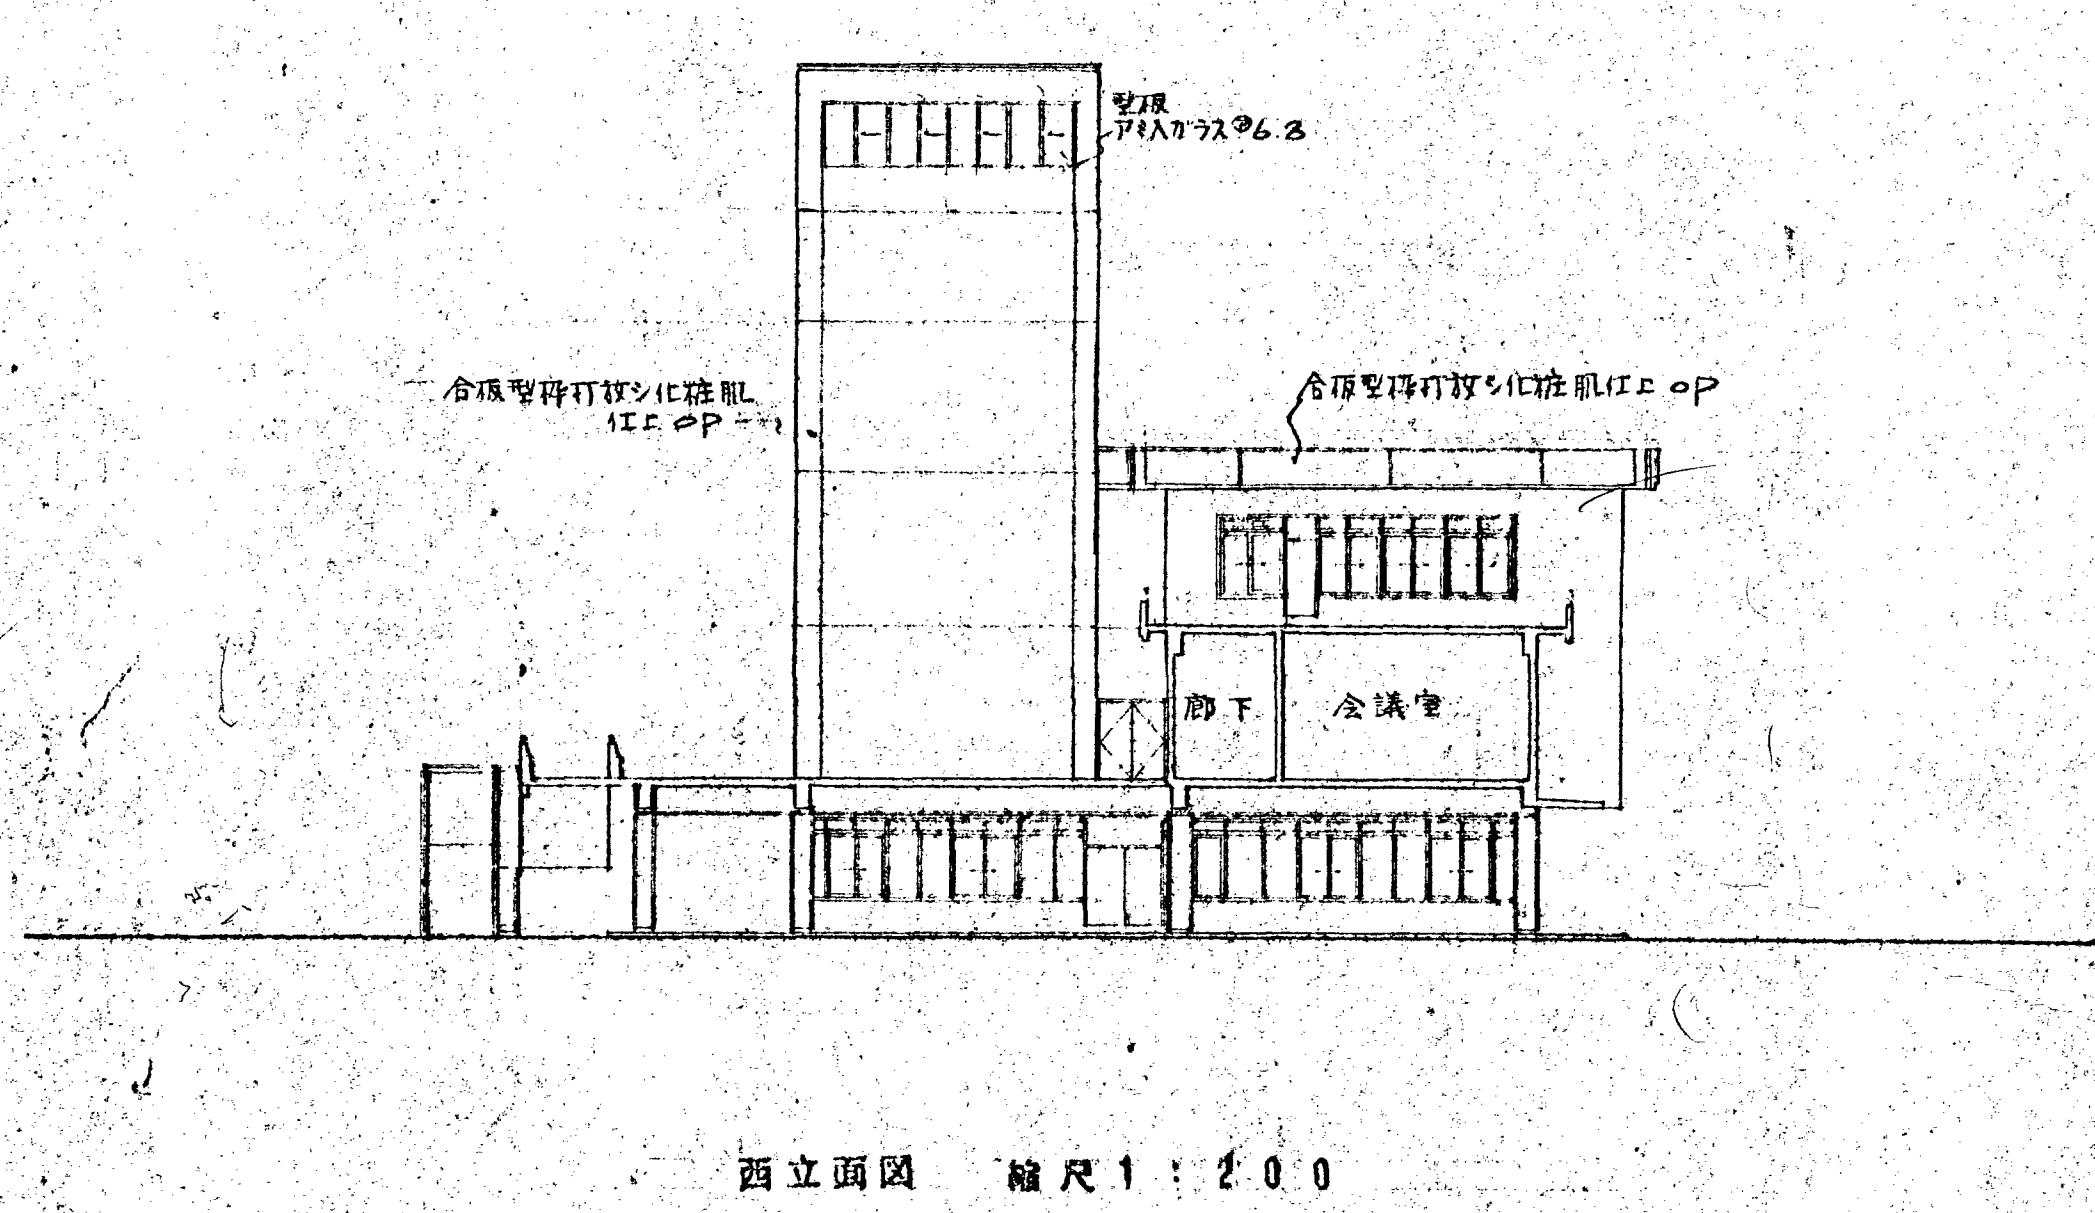 型板
アミ入ガラス⑦6.8
合板型枠打放シ化粧肌
仕上 OP
合板型枠打放シ化粧肌仕上 OP
廊下
会議室
西立面図 縮尺1:200